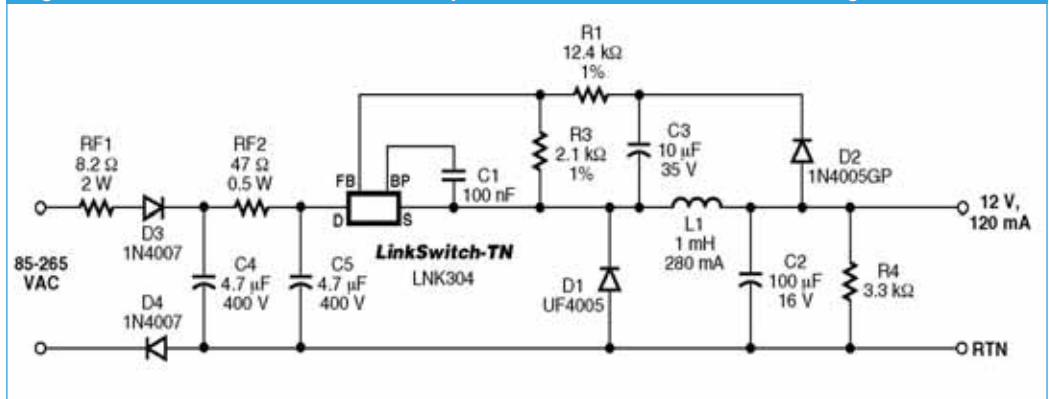 R1
12.4 kΩ
1%
RF1
8.2 Ω
2 W
RF2
47 Ω
0.5 W
R3
2.1 kΩ
1%
C3
10 µF
35 V
D2
1N4005GP
FB
BP
C1
100 nF
D
S
D3
1N4007
LinkSwitch-TN
LNK304
L1
1 mH
280 mA
12 V,
120 mA
85-265
VAC
C4
4.7 µF
400 V
C5
4.7 µF
400 V
D1
UF4005
C2
100 µF
16 V
R4
3.3 kΩ
D4
1N4007
RTN